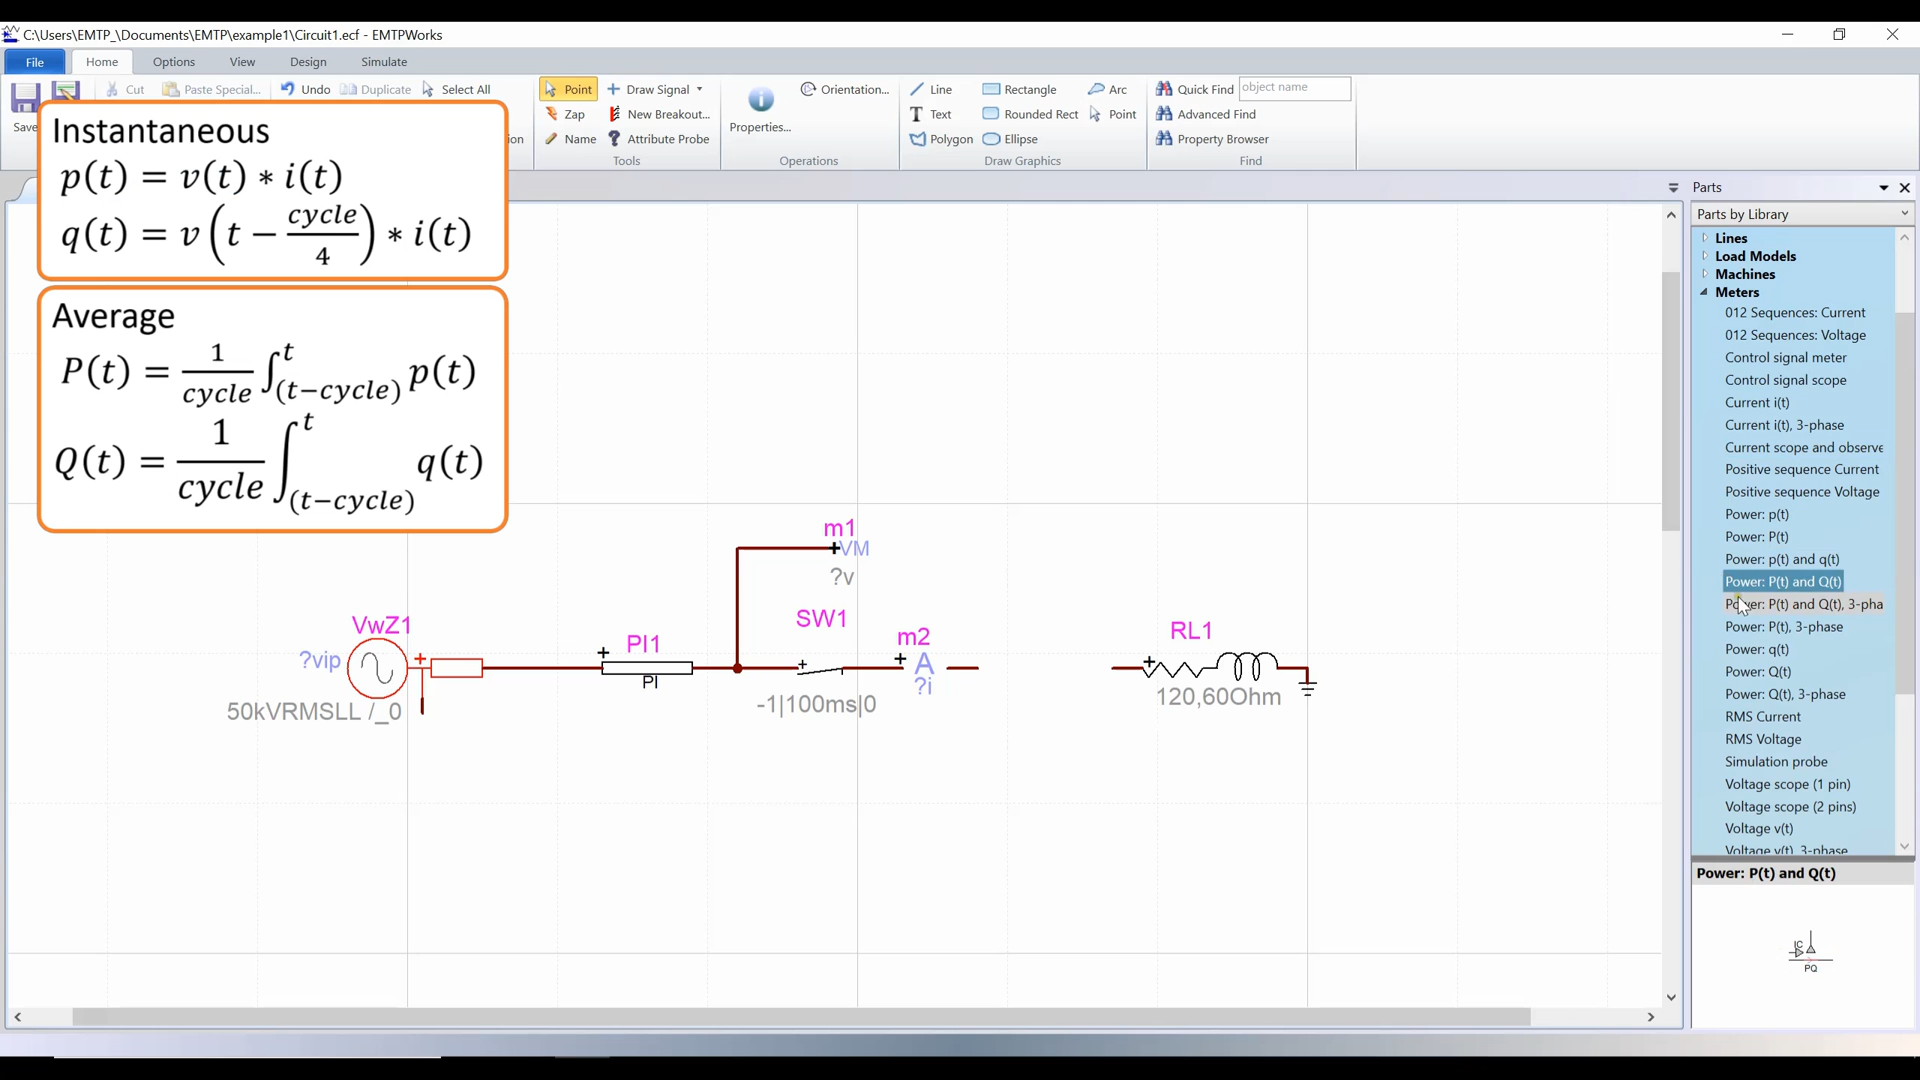 C:\Users\EMTP_\Documents\EMTP\example1\Circuit1.ecf - EMTPWorks
File Home Options View Design Simulate
Cut Paste Special... Undo Duplicate Select All
Save
Point Draw Signal
Zap New Breakout...
Name Attribute Probe
Tools
Properties...
Orientation...
Operations
Line Rectangle Arc
Text Rounded Rect Point
Polygon Ellipse
Draw Graphics
Quick Find object name
Advanced Find
Property Browser
Find
Instantaneous
p(t) = v(t) ∗ i(t)
q(t) = v(t − cycle/4) ∗ i(t)
Average
P(t) = 1/cycle ∫_(t−cycle)^t p(t)
Q(t) = 1/cycle ∫_(t−cycle)^t q(t)
m1
+VM
?v
SW1
VwZ1
?vip
+
50kVRMSLL /_0
PI1
+
PI
+
-1|100ms|0
m2
+ A
?i
RL1
+
120,60Ohm
Parts
Parts by Library
Lines
Load Models
Machines
Meters
012 Sequences: Current
012 Sequences: Voltage
Control signal meter
Control signal scope
Current i(t)
Current i(t), 3-phase
Current scope and observe
Positive sequence Current
Positive sequence Voltage
Power: p(t)
Power: P(t)
Power: p(t) and q(t)
Power: P(t) and Q(t)
Power: P(t) and Q(t), 3-pha
Power: P(t), 3-phase
Power: q(t)
Power: Q(t)
Power: Q(t), 3-phase
RMS Current
RMS Voltage
Simulation probe
Voltage scope (1 pin)
Voltage scope (2 pins)
Voltage v(t)
Voltage v(t), 3-phase
Power: P(t) and Q(t)
IC
PQ